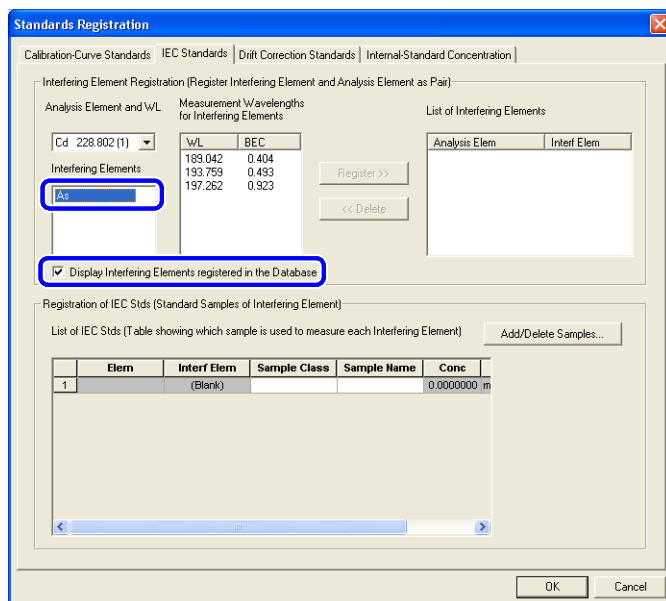 Standards Registration
Calibration-Curve Standards IEC Standards Drift Correction Standards Internal-Standard Concentration
Interfering Element Registration (Register Interfering Element and Analysis Element as Pair)
Analysis Element and WL
Cd 228.802 (1)
Interfering Elements
As
Measurement Wavelengths
for Interfering Elements
WL BEC
189.042 0.404
193.759 0.493
197.262 0.923
Register >>
<< Delete
List of Interfering Elements
Analysis Elem Interf Elem
Display Interfering Elements registered in the Database
Registration of IEC Stds (Standard Samples of Interfering Element)
List of IEC Stds (Table showing which sample is used to measure each Interfering Element)
Add/Delete Samples...
Elem Interf Elem Sample Class Sample Name Conc
1 (Blank) 0.0000000 m
OK Cancel